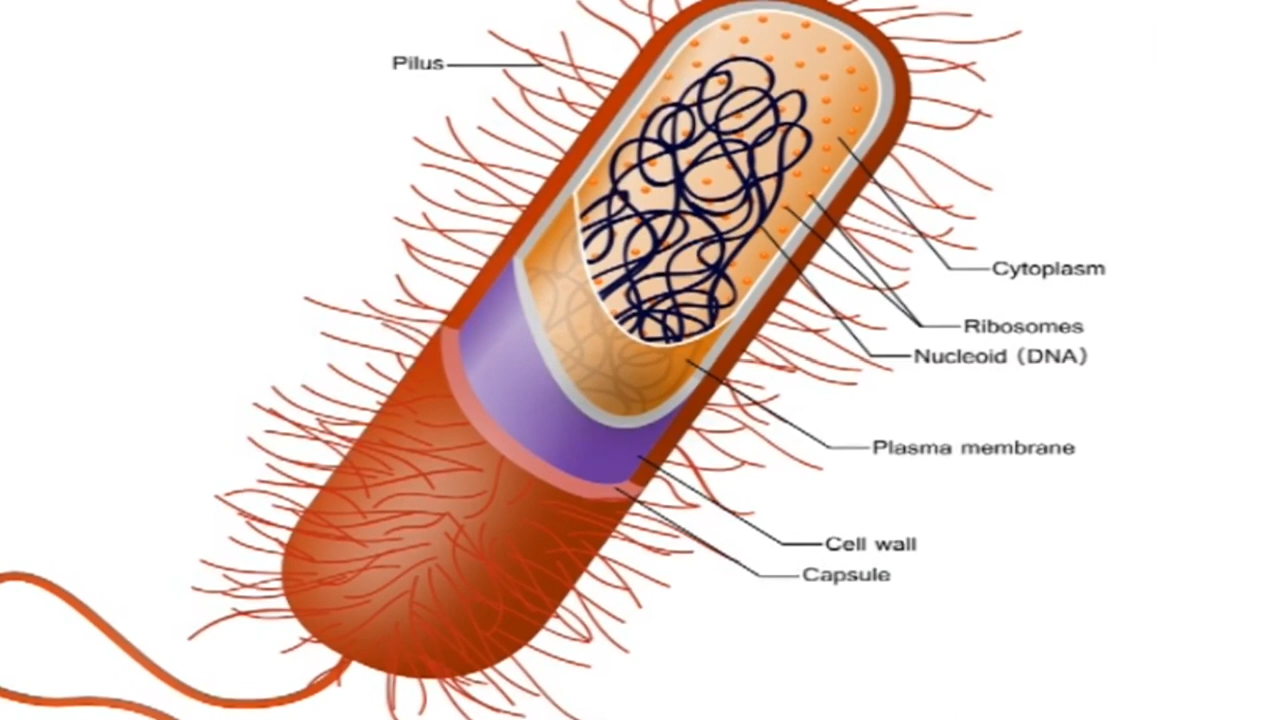 Pilus
Cytoplasm
Ribosomes
Nucleoid (DNA)
Plasma membrane
Cell wall
Capsule